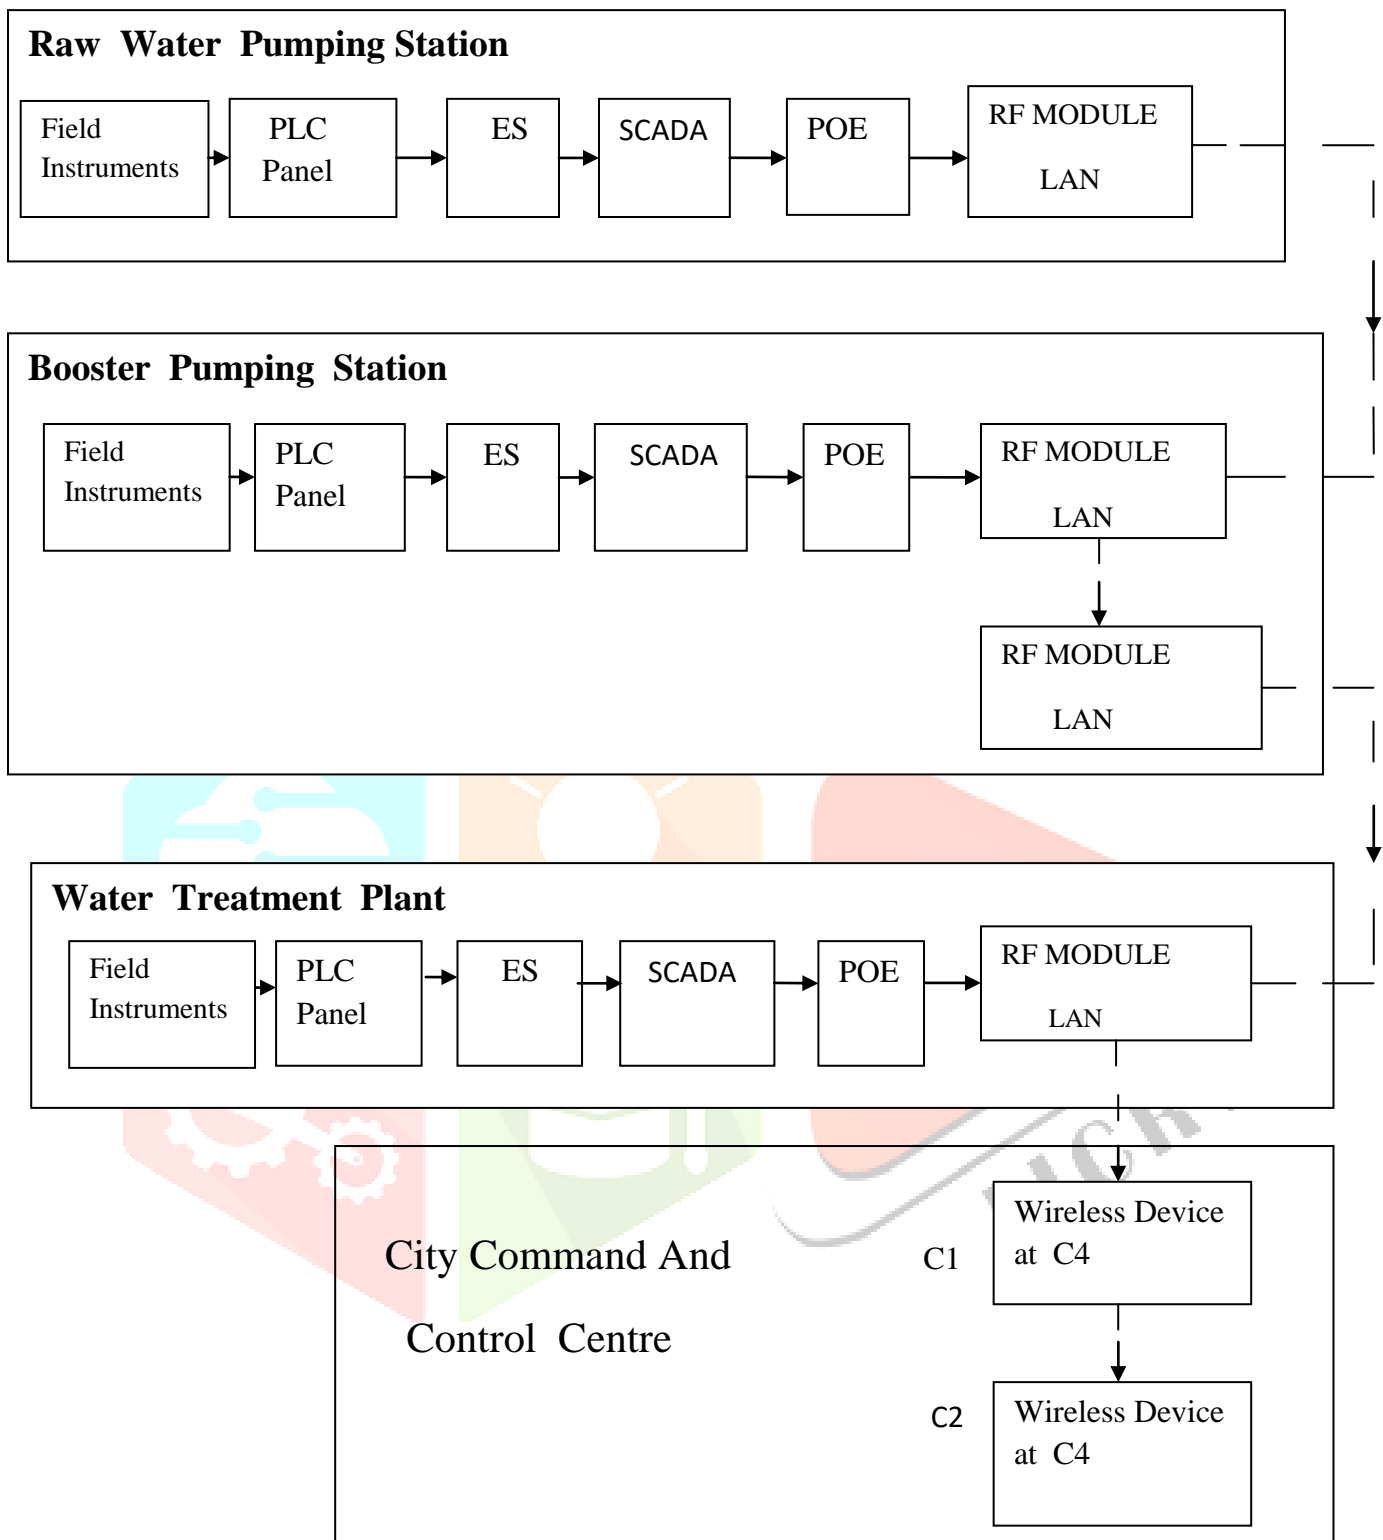 Raw Water Pumping Station
Field
Instruments
PLC
Panel
ES
SCADA
POE
RF MODULE
LAN
Booster Pumping Station
Field
Instruments
PLC
Panel
ES
SCADA
POE
RF MODULE
LAN
RF MODULE
LAN
Water Treatment Plant
Field
Instruments
PLC
Panel
ES
SCADA
POE
RF MODULE
LAN
City Command And
Control Centre
C1
Wireless Device
at C4
C2
Wireless Device
at C4